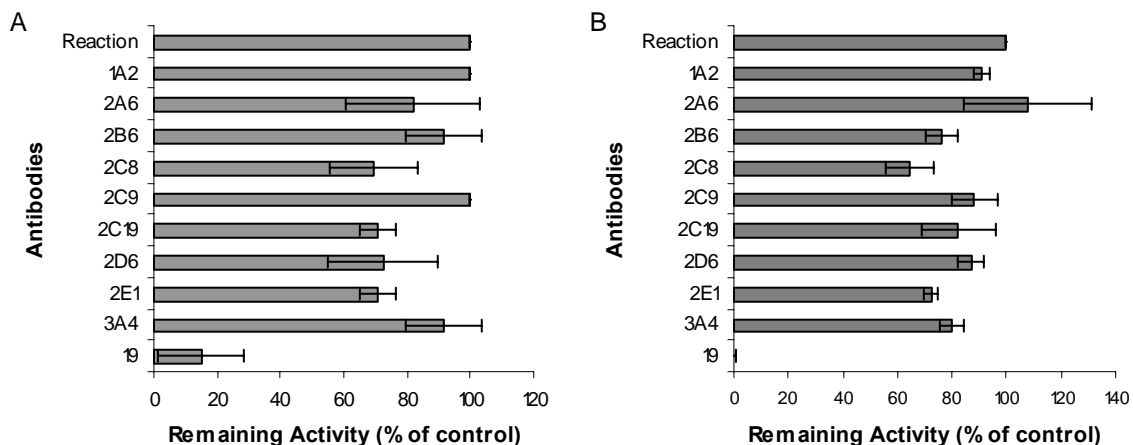 A
Antibodies
Reaction
1A2
2A6
2B6
2C8
2C9
2C19
2D6
2E1
3A4
19
0 20 40 60 80 100 120
Remaining Activity (% of control)
B
Antibodies
Reaction
1A2
2A6
2B6
2C8
2C9
2C19
2D6
2E1
3A4
19
0 20 40 60 80 100 120 140
Remaining Activity (% of control)